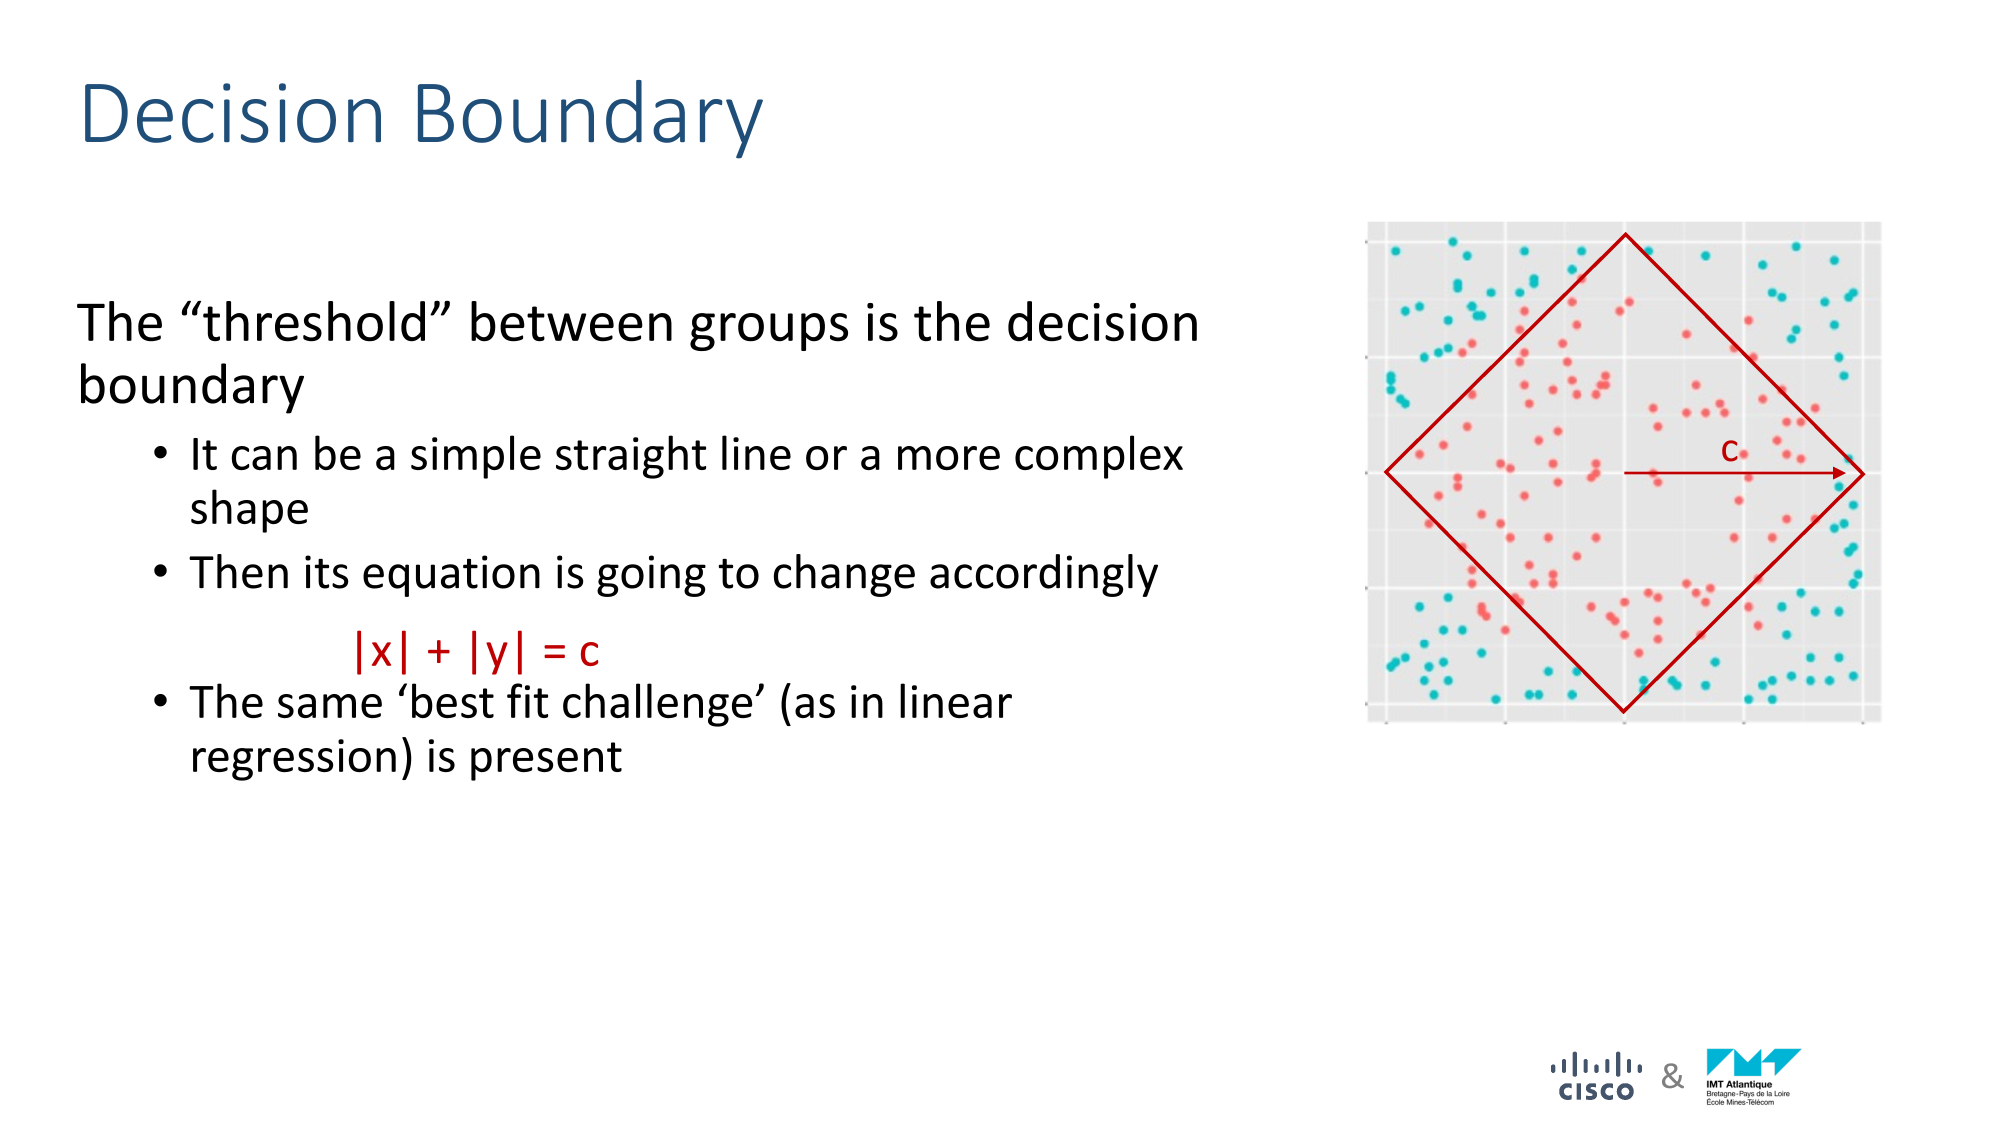 Decision Boundary
The “threshold” between groups is the decision
boundary
• It can be a simple straight line or a more complex
shape
• Then its equation is going to change accordingly
|x| + |y| = c
• The same ‘best fit challenge’ (as in linear
regression) is present
c
CISCO
&
IMT Atlantique
Bretagne-Pays de la Loire
École Mines-Télécom